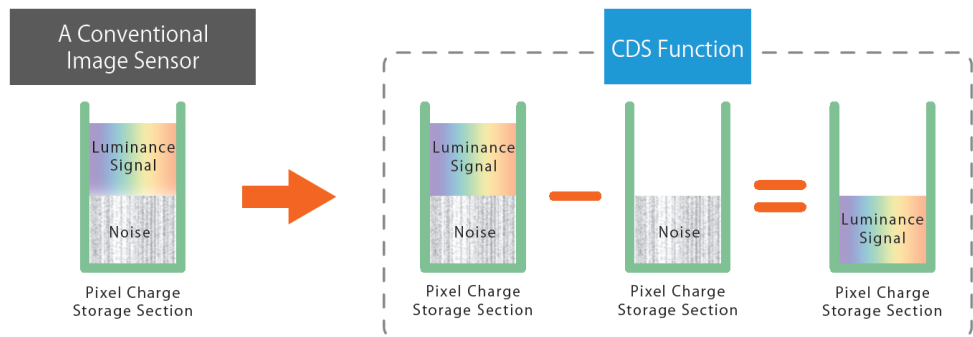 A Conventional
Image Sensor
Luminance
Signal
Noise
Pixel Charge
Storage Section
CDS Function
Luminance
Signal
Noise
Pixel Charge
Storage Section
Noise
Pixel Charge
Storage Section
Luminance
Signal
Pixel Charge
Storage Section